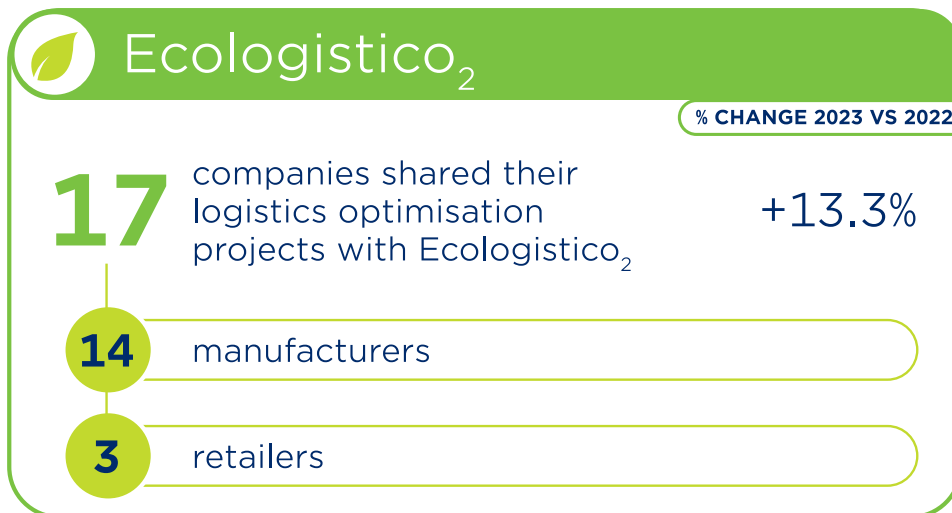 Ecologistico₂
% CHANGE 2023 VS 2022
17
companies shared their
logistics optimisation
projects with Ecologistico₂
+13.3%
14
manufacturers
3
retailers